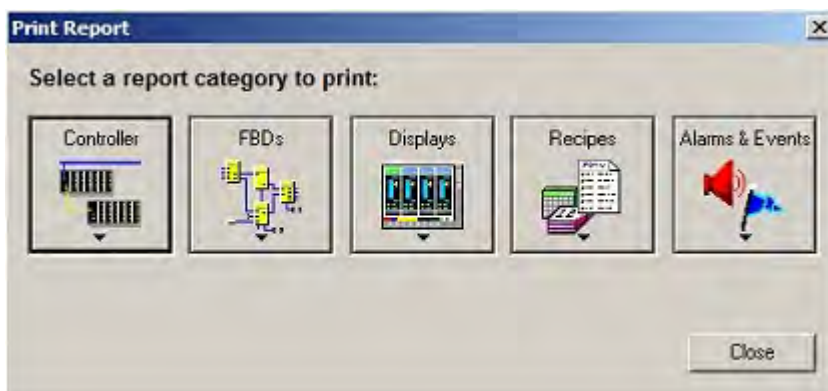 Print Report
Select a report category to print:
Controller
FBDs
Displays
Recipes
Alarms & Events
Close